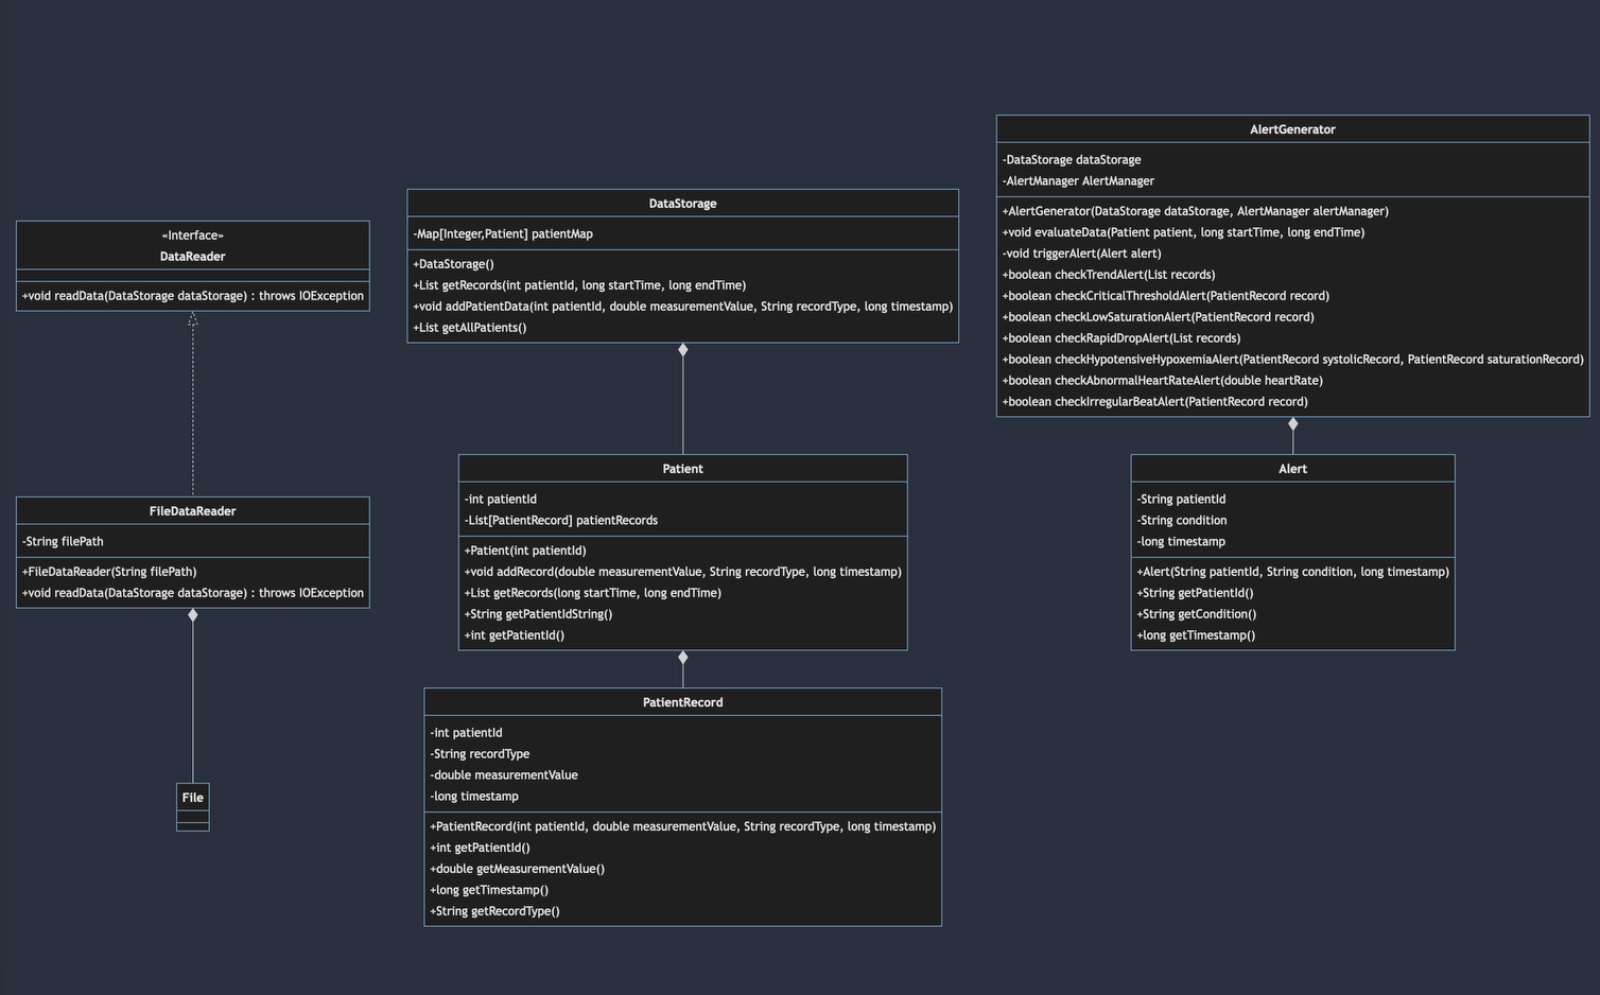 «Interface»
DataReader
+void readData(DataStorage dataStorage) : throws IOException
FileDataReader
-String filePath
+FileDataReader(String filePath)
+void readData(DataStorage dataStorage) : throws IOException
File
DataStorage
-Map[Integer,Patient] patientMap
+DataStorage()
+List getRecords(int patientId, long startTime, long endTime)
+void addPatientData(int patientId, double measurementValue, String recordType, long timestamp)
+List getAllPatients()
Patient
-int patientId
-List[PatientRecord] patientRecords
+Patient(int patientId)
+void addRecord(double measurementValue, String recordType, long timestamp)
+List getRecords(long startTime, long endTime)
+String getPatientIdString()
+int getPatientId()
PatientRecord
-int patientId
-String recordType
-double measurementValue
-long timestamp
+PatientRecord(int patientId, double measurementValue, String recordType, long timestamp)
+int getPatientId()
+double getMeasurementValue()
+long getTimestamp()
+String getRecordType()
AlertGenerator
-DataStorage dataStorage
-AlertManager AlertManager
+AlertGenerator(DataStorage dataStorage, AlertManager alertManager)
+void evaluateData(Patient patient, long startTime, long endTime)
-void triggerAlert(Alert alert)
+boolean checkTrendAlert(List records)
+boolean checkCriticalThresholdAlert(PatientRecord record)
+boolean checkLowSaturationAlert(PatientRecord record)
+boolean checkRapidDropAlert(List records)
+boolean checkHypotensiveHypoxemiaAlert(PatientRecord systolicRecord, PatientRecord saturationRecord)
+boolean checkAbnormalHeartRateAlert(double heartRate)
+boolean checkIrregularBeatAlert(PatientRecord record)
Alert
-String patientId
-String condition
-long timestamp
+Alert(String patientId, String condition, long timestamp)
+String getPatientId()
+String getCondition()
+long getTimestamp()